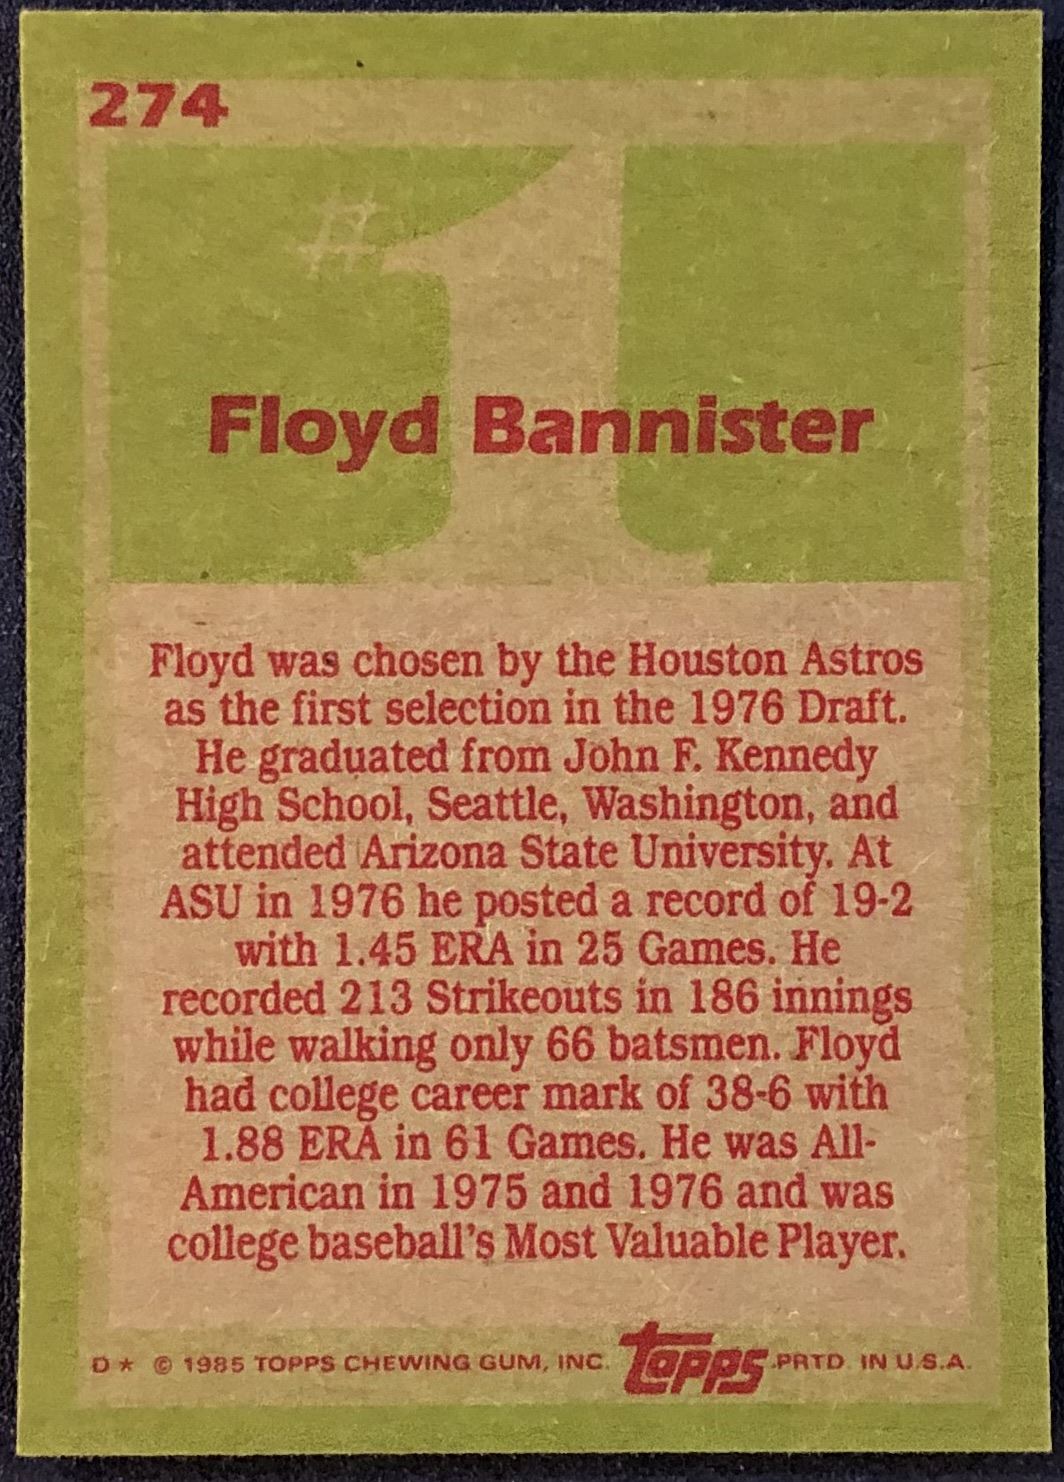 274
#1
Floyd Bannister
Floyd was chosen by the Houston Astros
as the first selection in the 1976 Draft.
He graduated from John F. Kennedy
High School, Seattle, Washington, and
attended Arizona State University. At
ASU in 1976 he posted a record of 19-2
with 1.45 ERA in 25 Games. He
recorded 213 Strikeouts in 186 innings
while walking only 66 batsmen. Floyd
had college career mark of 38-6 with
1.88 ERA in 61 Games. He was All-
American in 1975 and 1976 and was
college baseball's Most Valuable Player.
D * © 1985 TOPPS CHEWING GUM, INC. Topps PRTD. IN U.S.A.